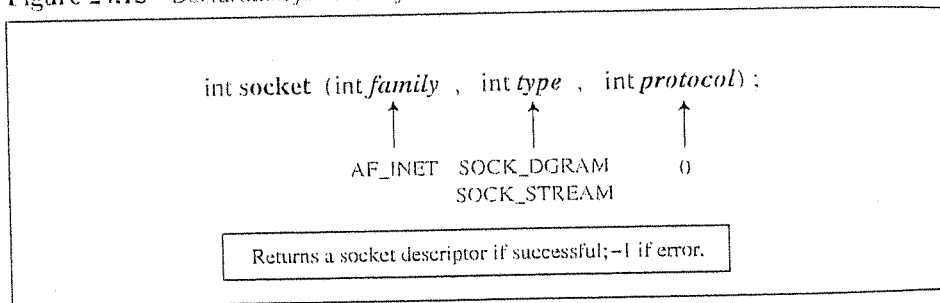 int socket (int family , int type , int protocol) ;
AF_INET SOCK_DGRAM 0
SOCK_STREAM
Returns a socket descriptor if successful;–1 if error.